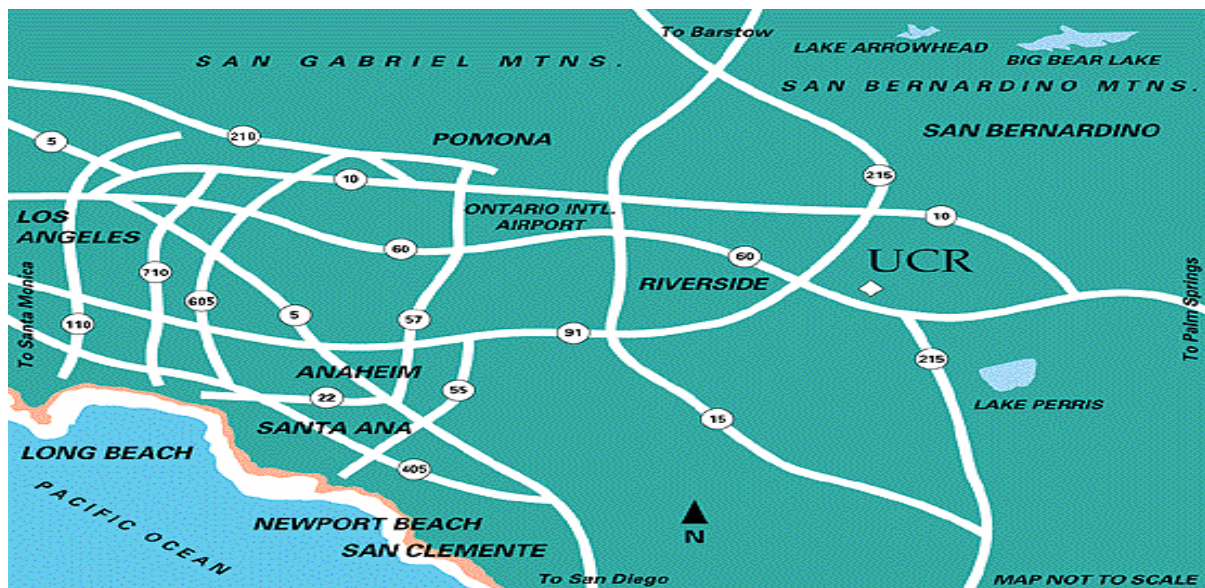 To Barstow
LAKE ARROWHEAD
BIG BEAR LAKE
SAN GABRIEL MTNS.
SAN BERNARDINO MTNS.
SAN BERNARDINO
5
210
POMONA
10
215
10
LOS
ANGELES
ONTARIO INTL.
AIRPORT
60
60
UCR
710
605
RIVERSIDE
To Santa Monica
110
5
57
91
To Palm Springs
215
ANAHEIM
22
55
LAKE PERRIS
SANTA ANA
15
LONG BEACH
405
PACIFIC OCEAN
NEWPORT BEACH
N
SAN CLEMENTE
To San Diego
MAP NOT TO SCALE